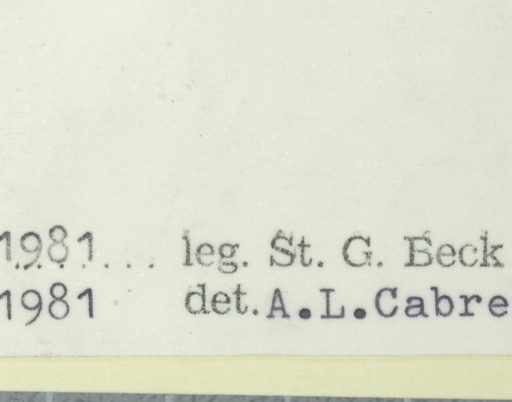 1981... leg. St. G. Beck
1981 det. A.L.Cabre